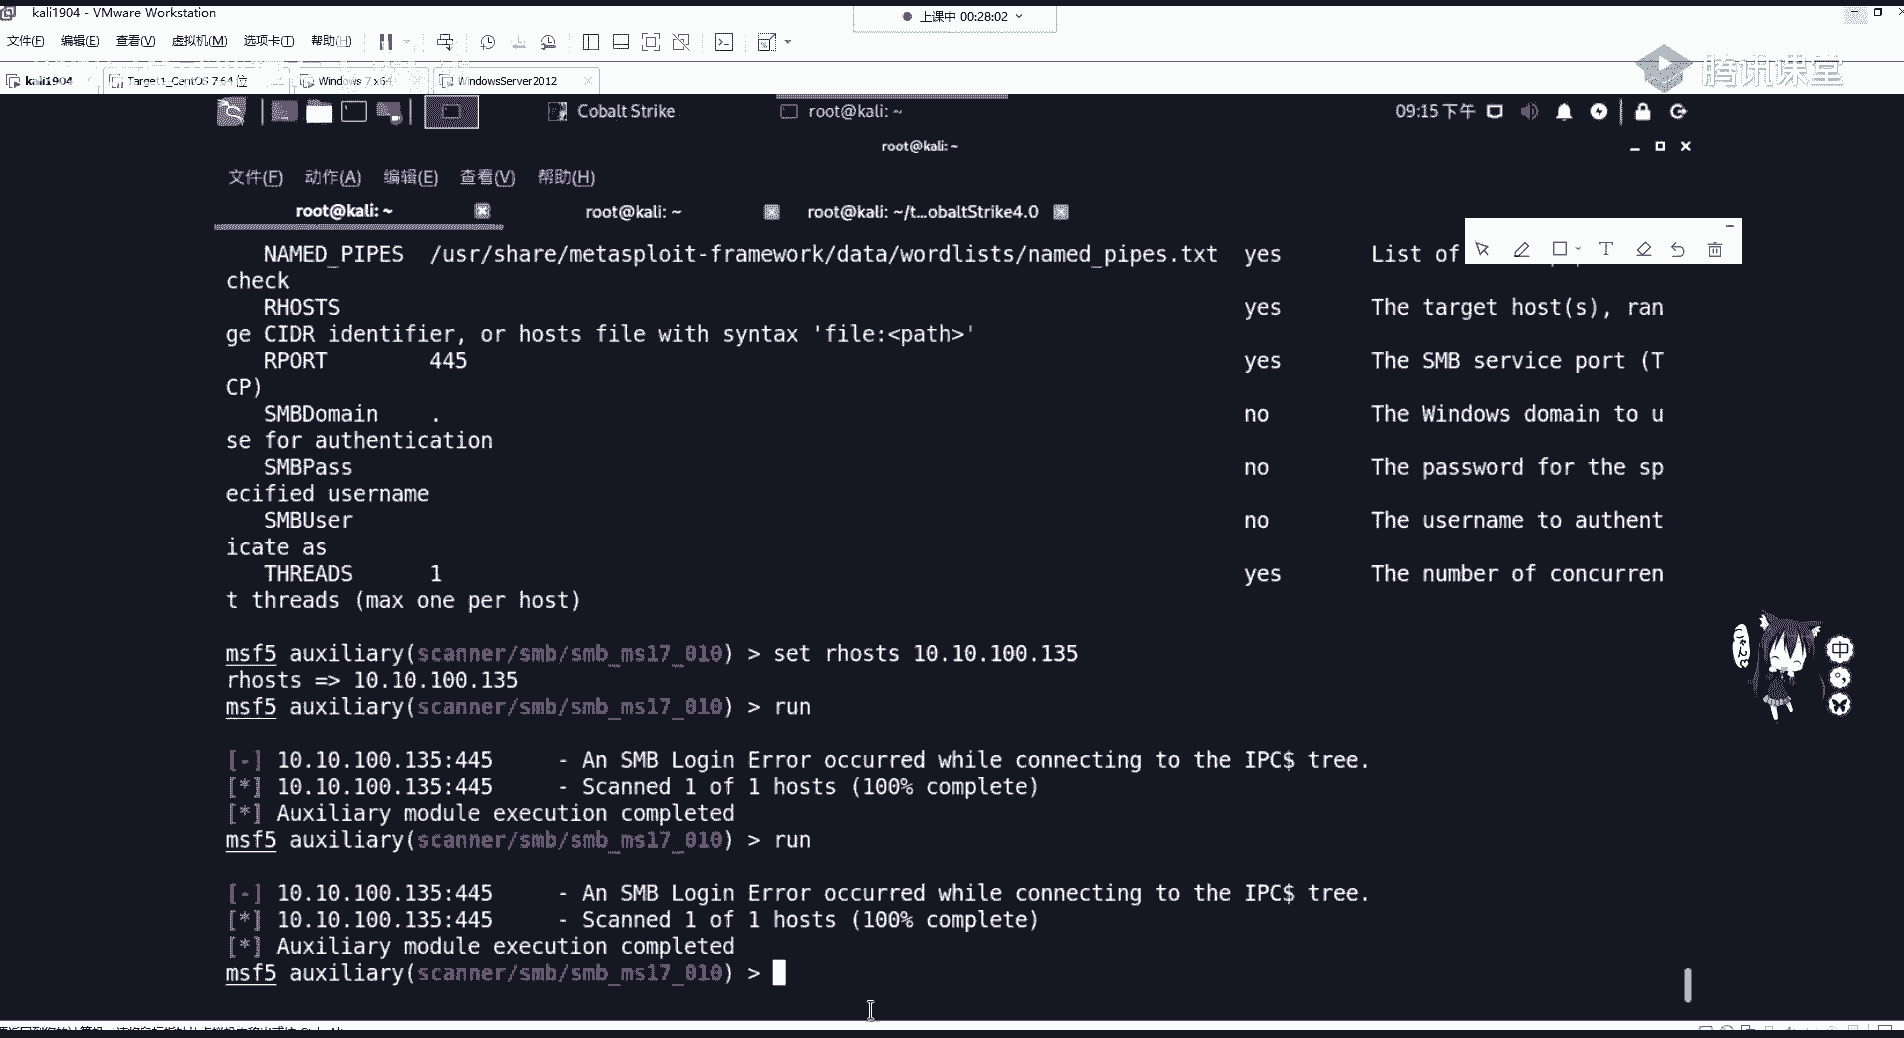 kali1904 - VMware Workstation
上课中 00:28:02
文件(F) 编辑(E) 查看(V) 虚拟机(M) 选项卡(T) 帮助(H)
腾讯课堂
kali1904 Target1_CentOS 7 64 位 Windows 7 x64 WindowsServer2012
Cobalt Strike root@kali: ~ 09:15 下午
root@kali: ~
文件(F) 动作(A) 编辑(E) 查看(V) 帮助(H)
root@kali: ~ root@kali: ~ root@kali: ~/t...obaltStrike4.0
NAMED_PIPES /usr/share/metasploit-framework/data/wordlists/named_pipes.txt yes List of
check
RHOSTS yes The target host(s), ran
ge CIDR identifier, or hosts file with syntax 'file:<path>'
RPORT 445 yes The SMB service port (T
CP)
SMBDomain . no The Windows domain to u
se for authentication
SMBPass no The password for the sp
ecified username
SMBUser no The username to authent
icate as
THREADS 1 yes The number of concurren
t threads (max one per host)
msf5 auxiliary(scanner/smb/smb_ms17_010) > set rhosts 10.10.100.135
rhosts => 10.10.100.135
msf5 auxiliary(scanner/smb/smb_ms17_010) > run
[-] 10.10.100.135:445 - An SMB Login Error occurred while connecting to the IPC$ tree.
[*] 10.10.100.135:445 - Scanned 1 of 1 hosts (100% complete)
[*] Auxiliary module execution completed
msf5 auxiliary(scanner/smb/smb_ms17_010) > run
[-] 10.10.100.135:445 - An SMB Login Error occurred while connecting to the IPC$ tree.
[*] 10.10.100.135:445 - Scanned 1 of 1 hosts (100% complete)
[*] Auxiliary module execution completed
msf5 auxiliary(scanner/smb/smb_ms17_010) >
中